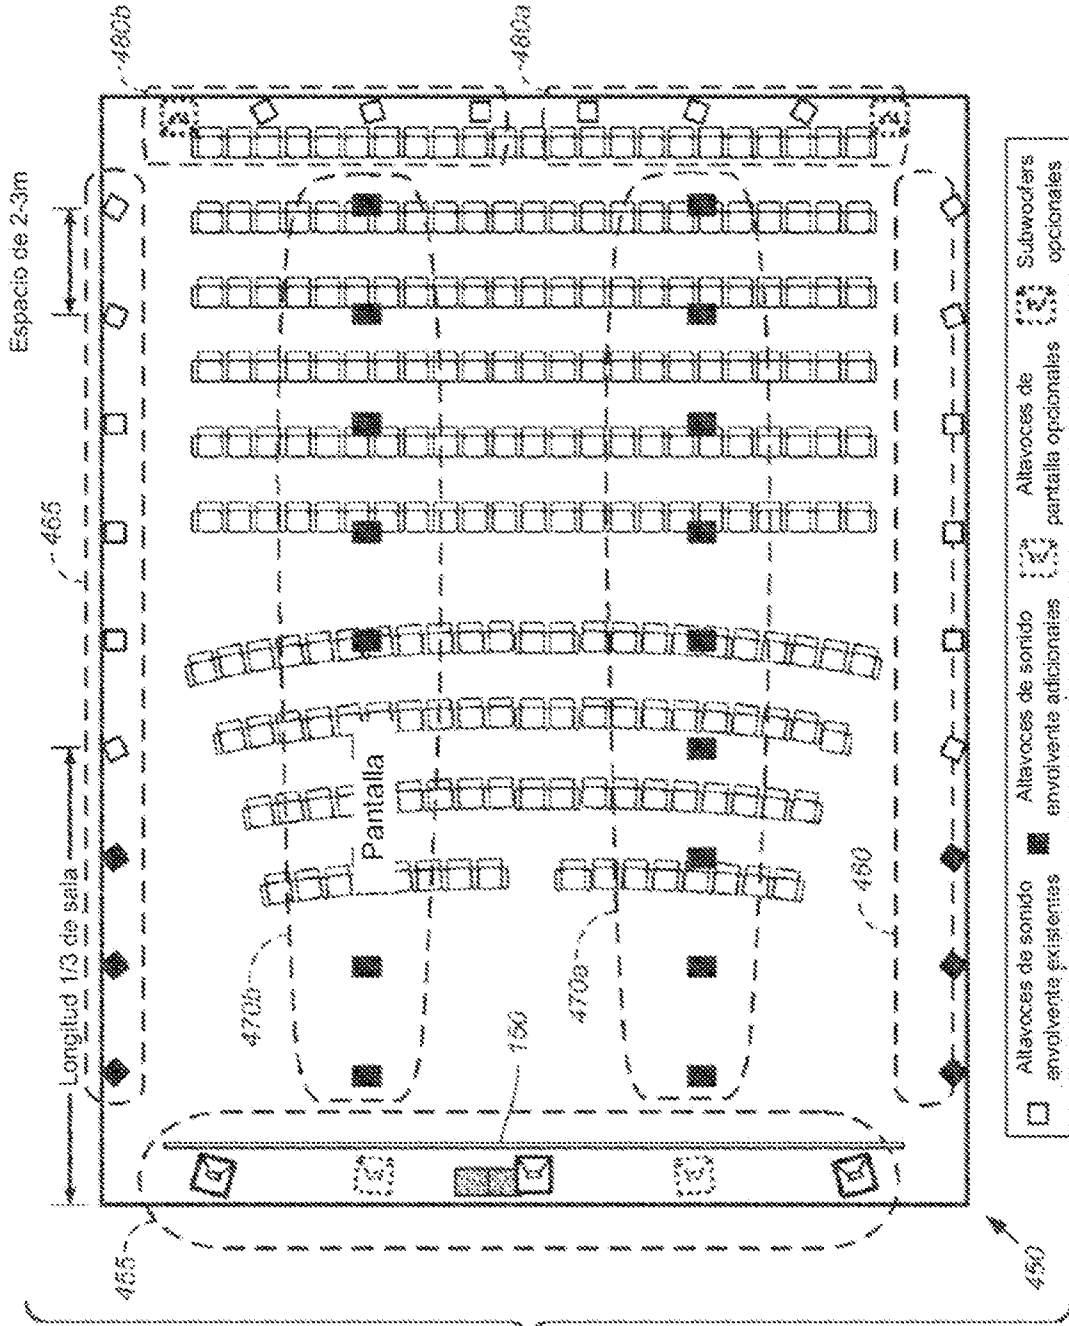 480b
480a
Espacio de 2-3m
465
Longitud 1/3 de sala
Pantalla
470b
470a
150
460
455
450
Altavoces de sonido
envolvente existentes
Altavoces de sonido
envolvente adicionales
Altavoces de
pantalla opcionales
Subwoofers
opcionales